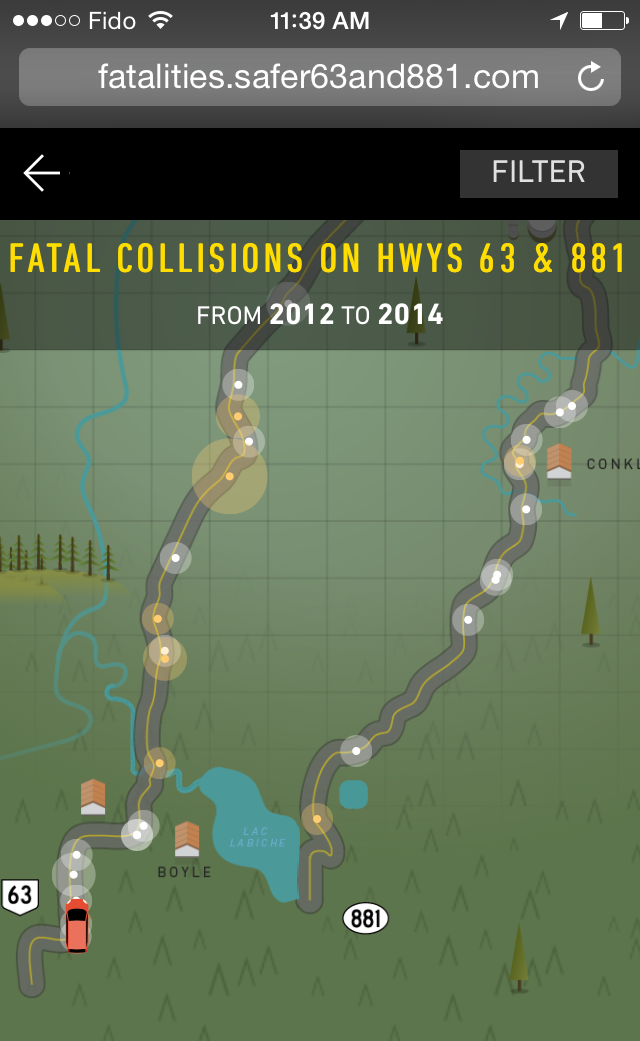 Fido 11:39 AM
fatalities.safer63and881.com
FILTER
FATAL COLLISIONS ON HWYS 63 & 881
FROM 2012 TO 2014
CONKL
LAC
LABICHE
BOYLE
63
881